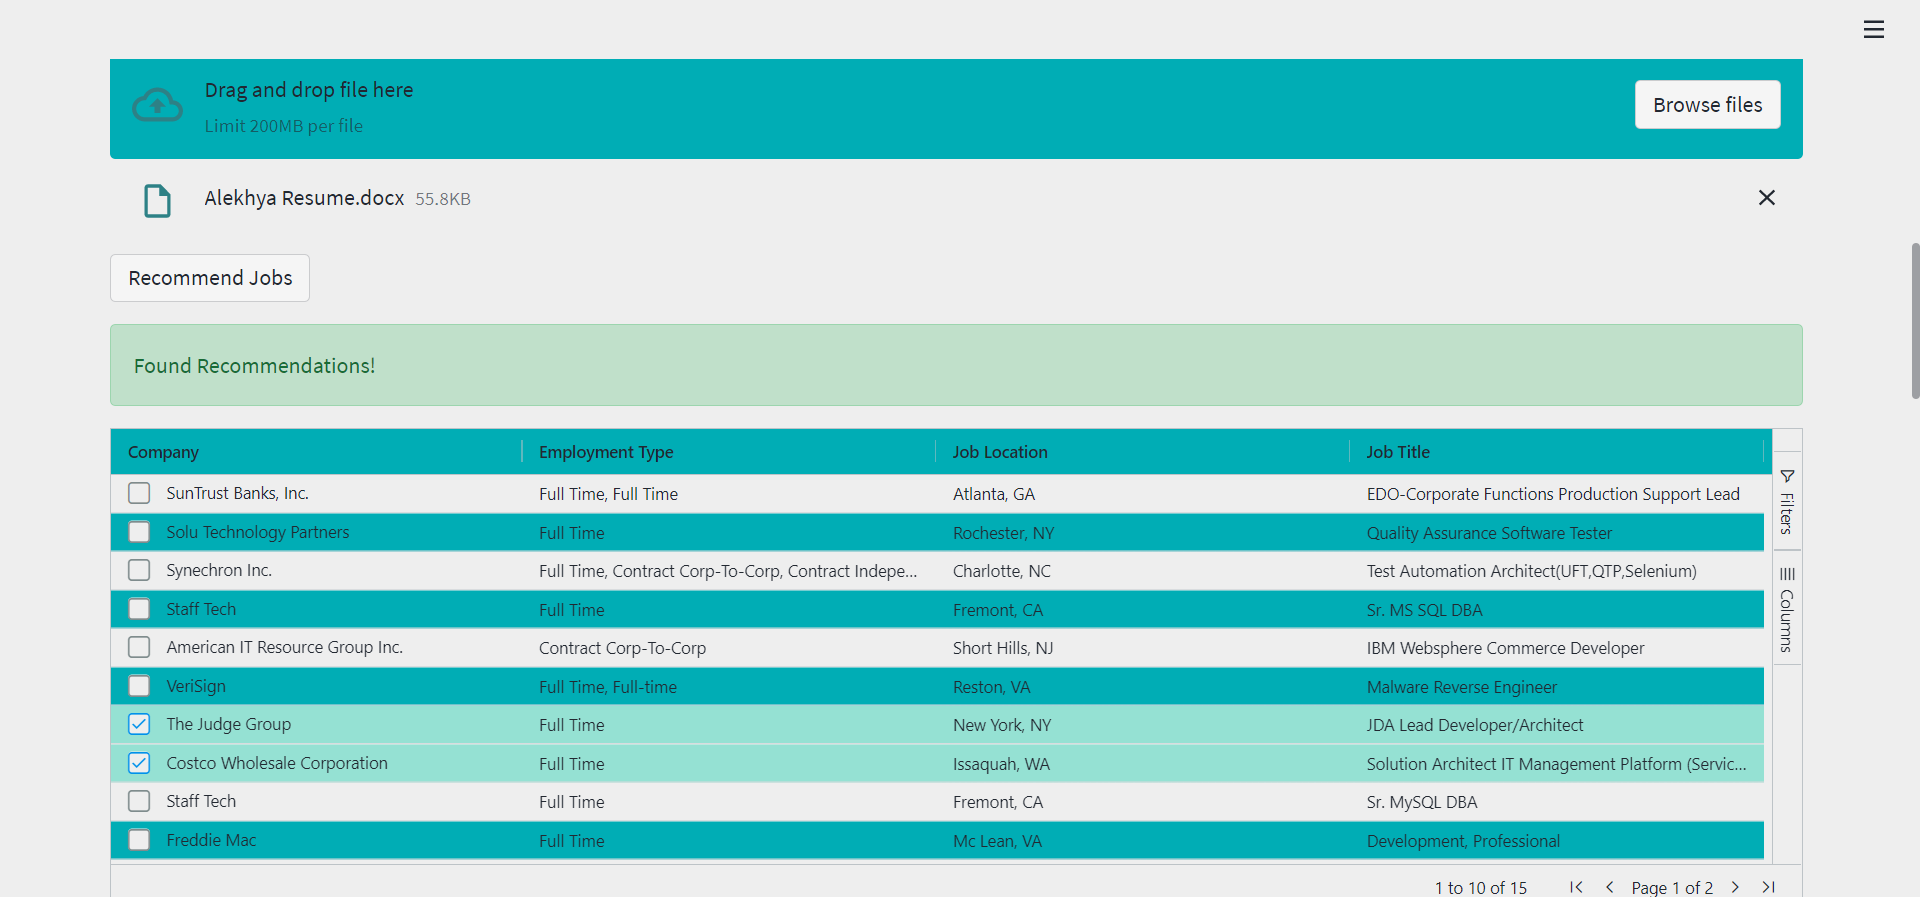 Drag and drop file here
Limit 200MB per file
Browse files
Alekhya Resume.docx 55.8KB
Recommend Jobs
Found Recommendations!
Company Employment Type Job Location Job Title
SunTrust Banks, Inc. Full Time, Full Time Atlanta, GA EDO-Corporate Functions Production Support Lead
Solu Technology Partners Full Time Rochester, NY Quality Assurance Software Tester
Synechron Inc. Full Time, Contract Corp-To-Corp, Contract Indepe... Charlotte, NC Test Automation Architect(UFT,QTP,Selenium)
Staff Tech Full Time Fremont, CA Sr. MS SQL DBA
American IT Resource Group Inc. Contract Corp-To-Corp Short Hills, NJ IBM Websphere Commerce Developer
VeriSign Full Time, Full-time Reston, VA Malware Reverse Engineer
The Judge Group Full Time New York, NY JDA Lead Developer/Architect
Costco Wholesale Corporation Full Time Issaquah, WA Solution Architect IT Management Platform (Servic...
Staff Tech Full Time Fremont, CA Sr. MySQL DBA
Freddie Mac Full Time Mc Lean, VA Development, Professional
Filters
Columns
1 to 10 of 15 Page 1 of 2